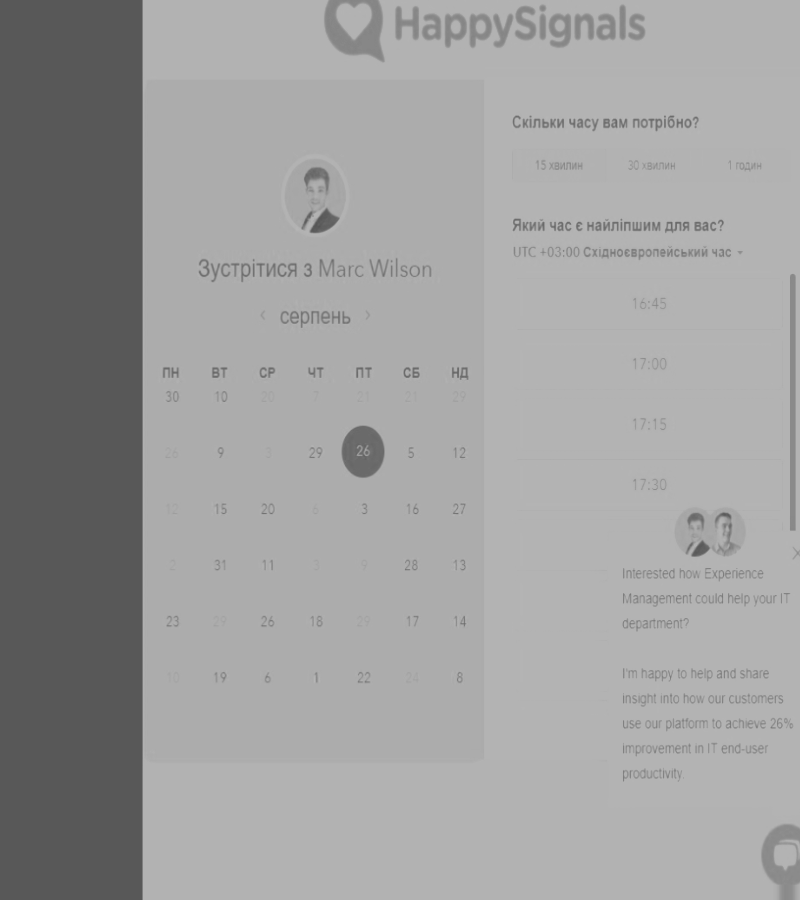 HappySignals
Зустрітися з Marc Wilson
‹ серпень ›
ПН ВТ СР ЧТ ПТ СБ НД
30 10 20 7 21 21 29
26 9 29 26 5 12
12 15 20 6 3 16 27
2 31 11 3 9 28 13
23 29 26 18 29 17 14
10 19 6 1 22 24 8
Скільки часу вам потрібно?
15 хвилин 30 хвилин 1 годин
Який час є найліпшим для вас?
UTC +03:00 Східноєвропейський час
16:45
17:00
17:15
17:30
Interested how Experience
Management could help your IT
department?
I'm happy to help and share
insight into how our customers
use our platform to achieve 26%
improvement in IT end-user
productivity.